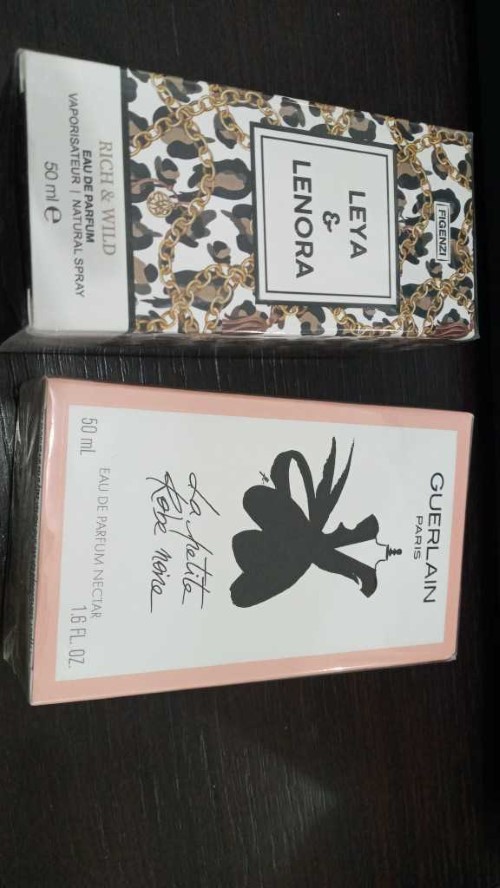 FIGENZI
LEYA
&
LENORA
RICH & WILD
EAU DE PARFUM
VAPORISATEUR | NATURAL SPRAY
50 ml e
GUERLAIN
PARIS
La petite
Robe noire
EAU DE PARFUM NECTAR
50 mL 1.6 FL. OZ.